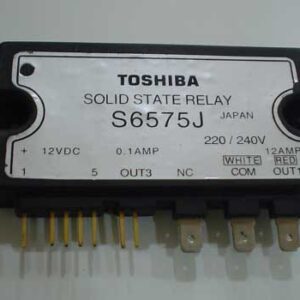 TOSHIBA
SOLID STATE RELAY
S6575J JAPAN
220 / 240V
+ 12VDC 0.1AMP 12AMP
WHITE RED
1 5 OUT3 NC COM OUT1